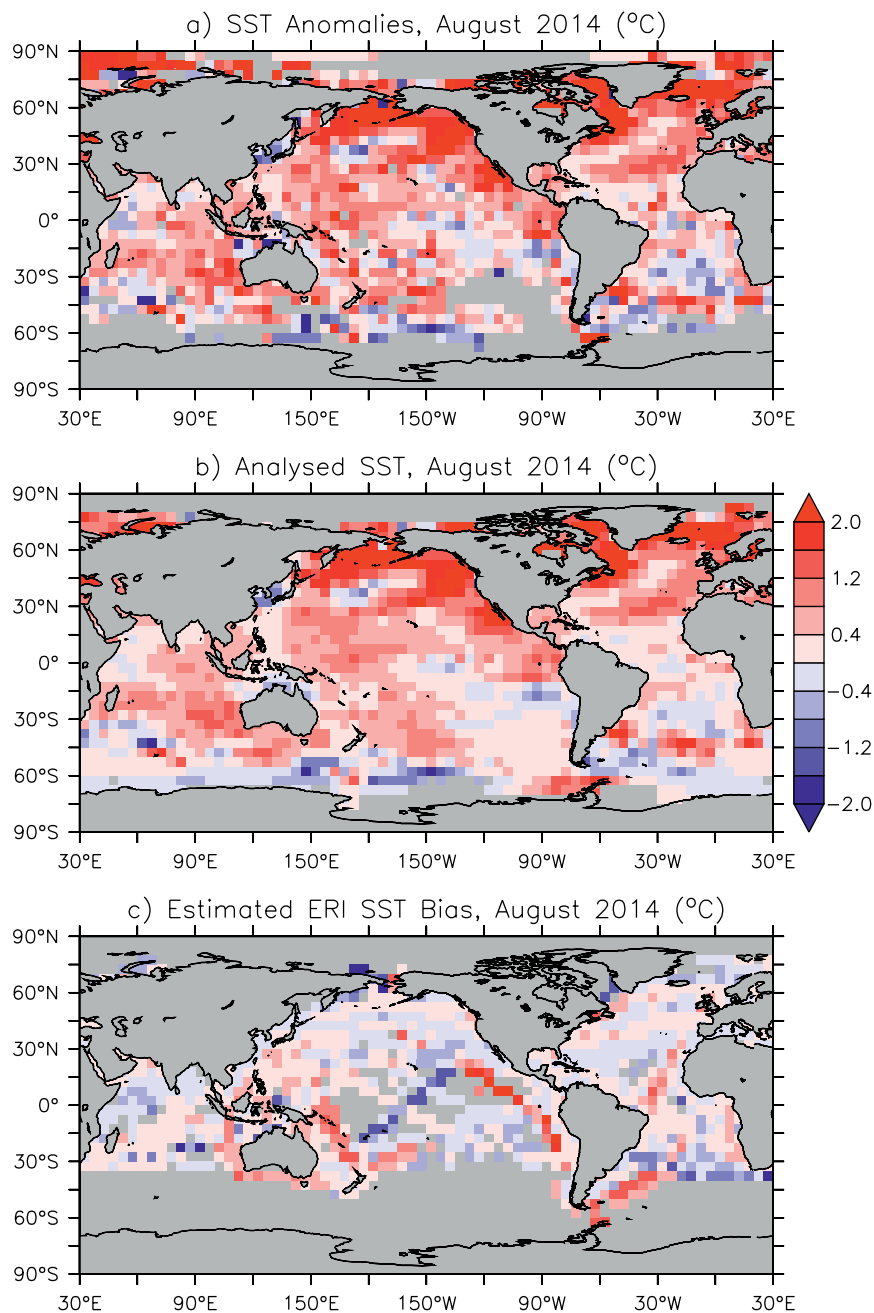 a) SST Anomalies, August 2014 (°C)
90°N
60°N
30°N
0°
30°S
60°S
90°S
30°E 90°E 150°E 150°W 90°W 30°W 30°E
b) Analysed SST, August 2014 (°C)
90°N
60°N
30°N
0°
30°S
60°S
90°S
30°E 90°E 150°E 150°W 90°W 30°W 30°E
2.0
1.2
0.4
−0.4
−1.2
−2.0
c) Estimated ERI SST Bias, August 2014 (°C)
90°N
60°N
30°N
0°
30°S
60°S
90°S
30°E 90°E 150°E 150°W 90°W 30°W 30°E